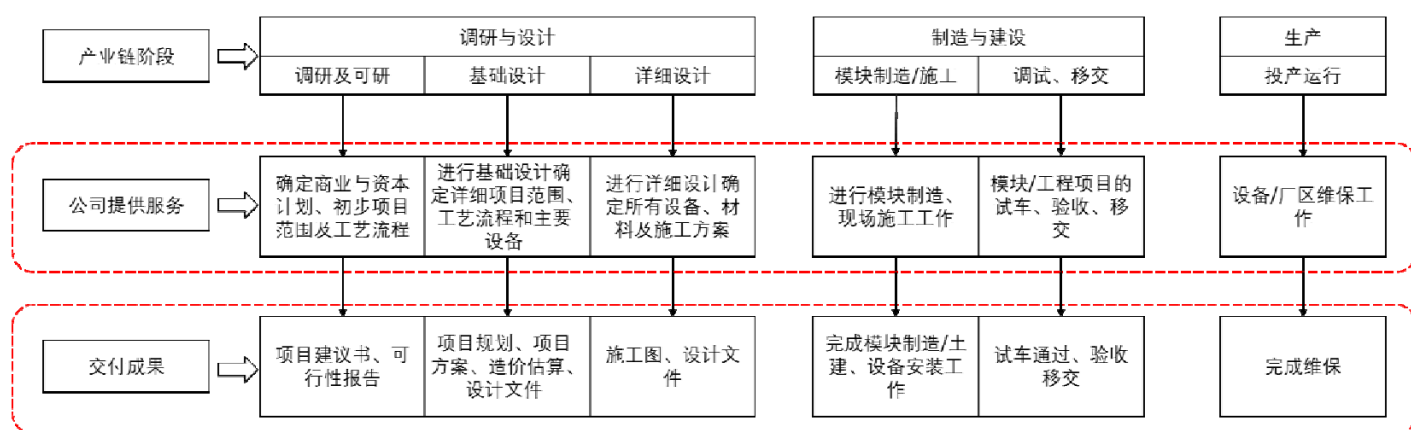 产业链阶段
调研与设计
调研及可研
基础设计
详细设计
制造与建设
模块制造/施工
调试、移交
生产
投产运行
公司提供服务
确定商业与资本
计划、初步项目
范围及工艺流程
进行基础设计确
定详细项目范围、
工艺流程和主要
设备
进行详细设计确
定所有设备、材
料及施工方案
进行模块制造、
现场施工工作
模块/工程项目的
试车、验收、移
交
设备/厂区维保工
作
交付成果
项目建议书、可
行性报告
项目规划、项目
方案、造价估算、
设计文件
施工图、设计文
件
完成模块制造/土
建、设备安装工
作
试车通过、验收
移交
完成维保